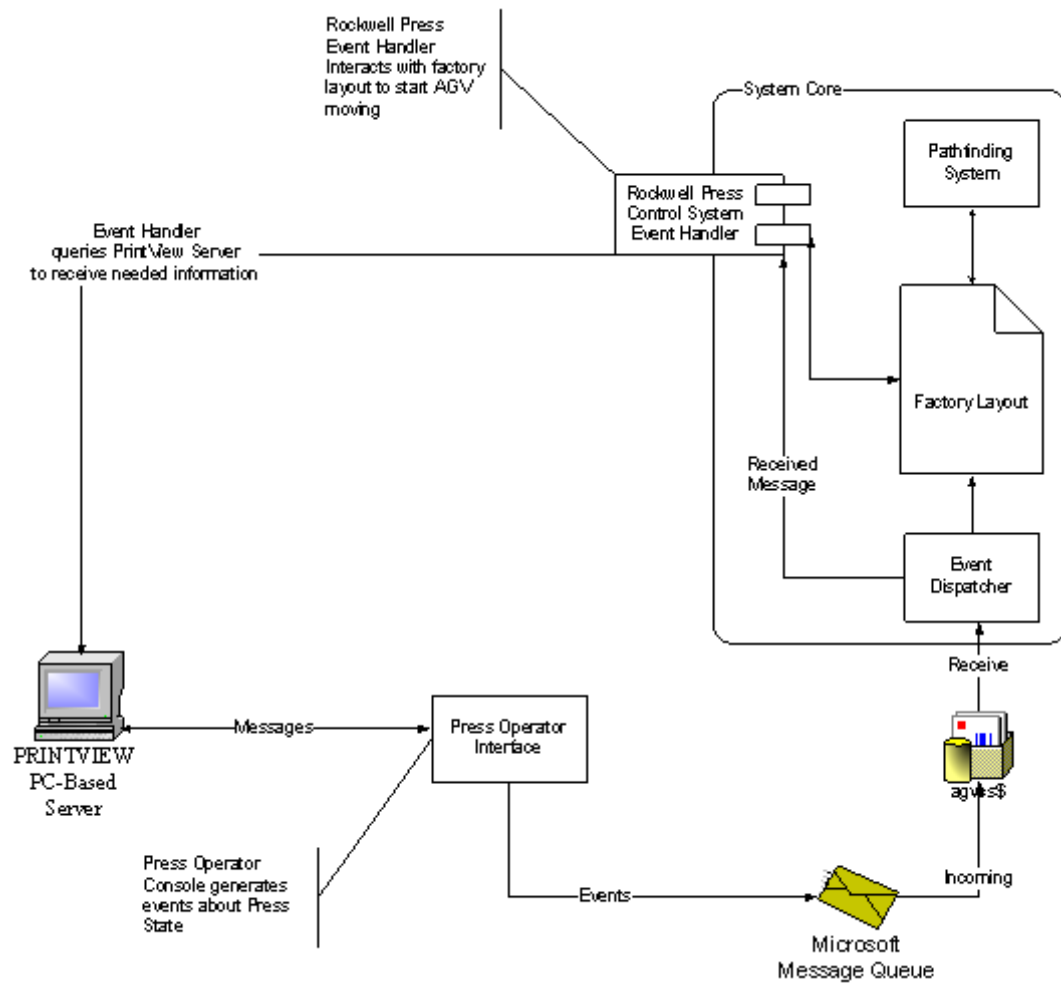 Rockwell Press
Event Handler
Interacts with factory
layout to start AGV
moving
System Core
Pathfinding
System
Rockwell Press
Control System
Event Handler
Event Handler
queries PrintView Server
to receive needed information
Factory Layout
Received
Message
Event
Dispatcher
Receive
Messages
Press Operator
Interface
PRINTVIEW
PC-Based
Server
Press Operator
Console generates
events about Press
State
Events
Incoming
Microsoft
Message Queue